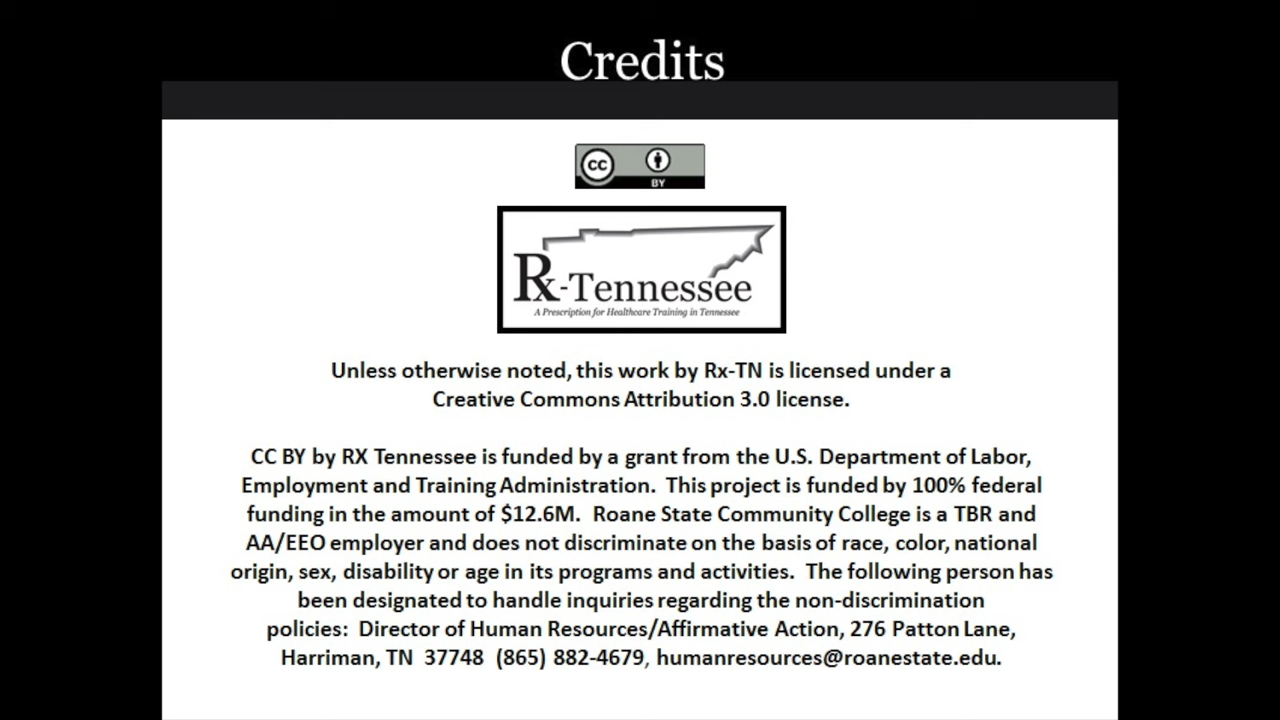 Credits
CC BY
Rx-Tennessee
A Prescription for Healthcare Training in Tennessee
Unless otherwise noted, this work by Rx-TN is licensed under a
Creative Commons Attribution 3.0 license.
CC BY by RX Tennessee is funded by a grant from the U.S. Department of Labor,
Employment and Training Administration.  This project is funded by 100% federal
funding in the amount of $12.6M.  Roane State Community College is a TBR and
AA/EEO employer and does not discriminate on the basis of race, color, national
origin, sex, disability or age in its programs and activities.  The following person has
been designated to handle inquiries regarding the non-discrimination
policies:  Director of Human Resources/Affirmative Action, 276 Patton Lane,
Harriman, TN  37748  (865) 882-4679, humanresources@roanestate.edu.